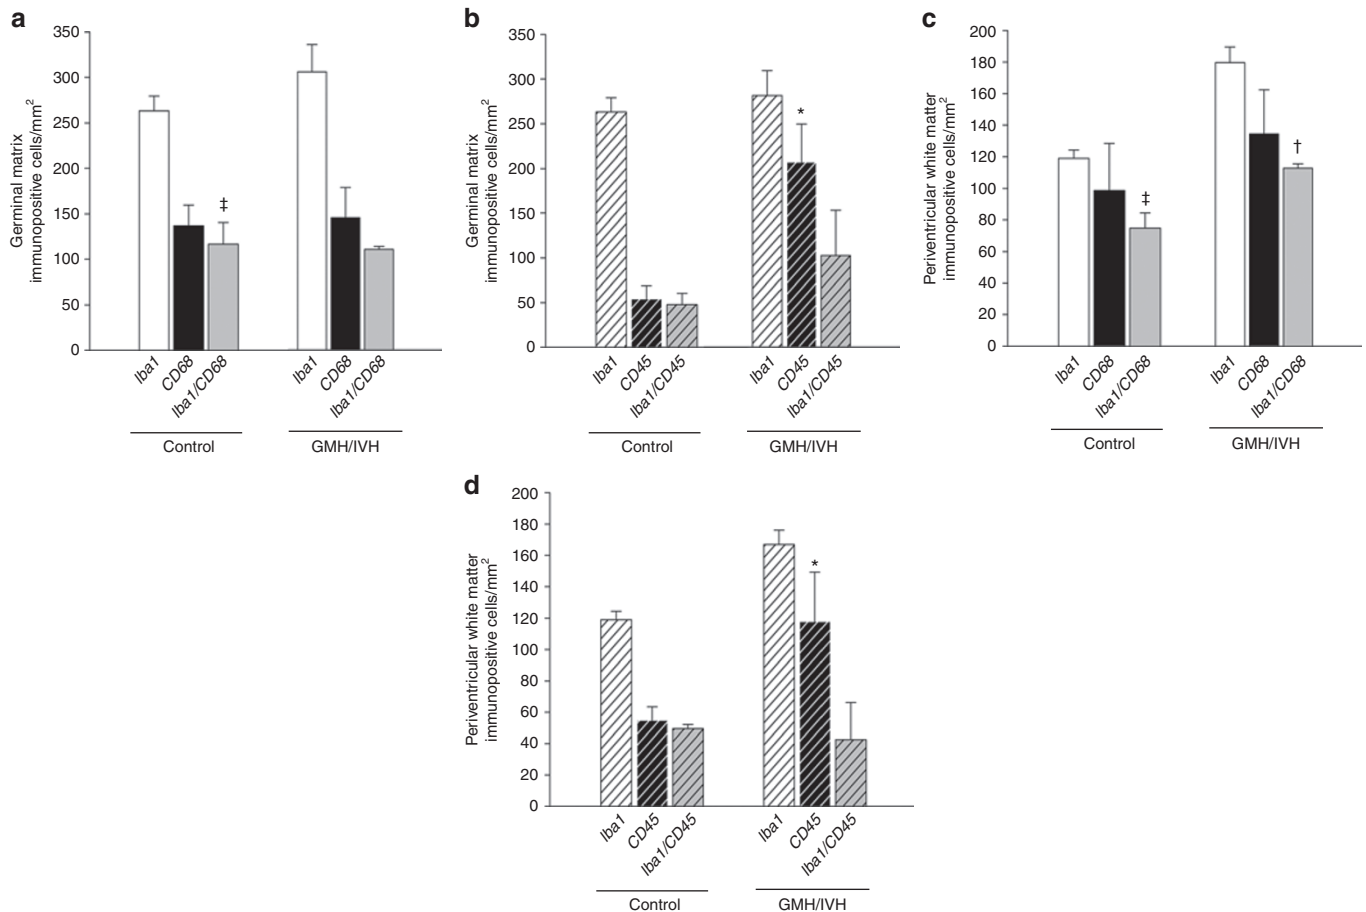 a
Germinal matrix
immunopositive cells/mm²
350
300
250
200
150
100
50
0
‡
Iba1
CD68
Iba1/CD68
Iba1
CD68
Iba1/CD68
Control
GMH/IVH
b
Germinal matrix
immunopositive cells/mm²
350
300
250
200
150
100
50
0
*
Iba1
CD45
Iba1/CD45
Iba1
CD45
Iba1/CD45
Control
GMH/IVH
c
Periventricular white matter
immunopositive cells/mm²
200
180
160
140
120
100
80
60
40
20
0
‡
†
Iba1
CD68
Iba1/CD68
Iba1
CD68
Iba1/CD68
Control
GMH/IVH
d
Periventricular white matter
immunopositive cells/mm²
200
180
160
140
120
100
80
60
40
20
0
*
Iba1
CD45
Iba1/CD45
Iba1
CD45
Iba1/CD45
Control
GMH/IVH